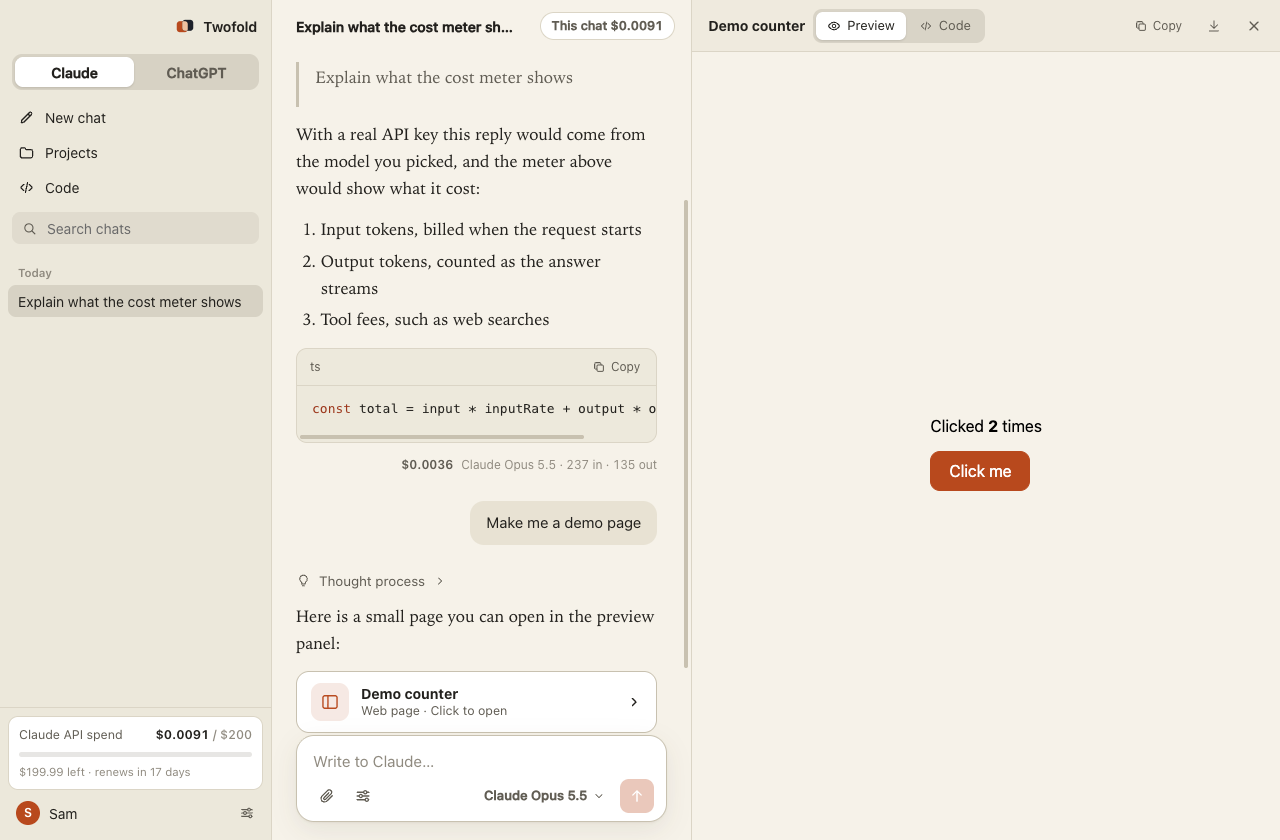 Twofold
Claude
ChatGPT
New chat
Projects
Code
Search chats
Today
Explain what the cost meter shows
Claude API spend
$0.0091 / $200
$199.99 left · renews in 17 days
S
Sam
Explain what the cost meter sh...
This chat $0.0091
Explain what the cost meter shows
With a real API key this reply would come from
the model you picked, and the meter above
would show what it cost:
1. Input tokens, billed when the request starts
2. Output tokens, counted as the answer
streams
3. Tool fees, such as web searches
ts
Copy
const total = input * inputRate + output * o
$0.0036 Claude Opus 5.5 · 237 in · 135 out
Make me a demo page
Thought process
Here is a small page you can open in the preview
panel:
Demo counter
Web page · Click to open
Write to Claude...
Claude Opus 5.5
Demo counter
Preview
Code
Copy
Clicked 2 times
Click me